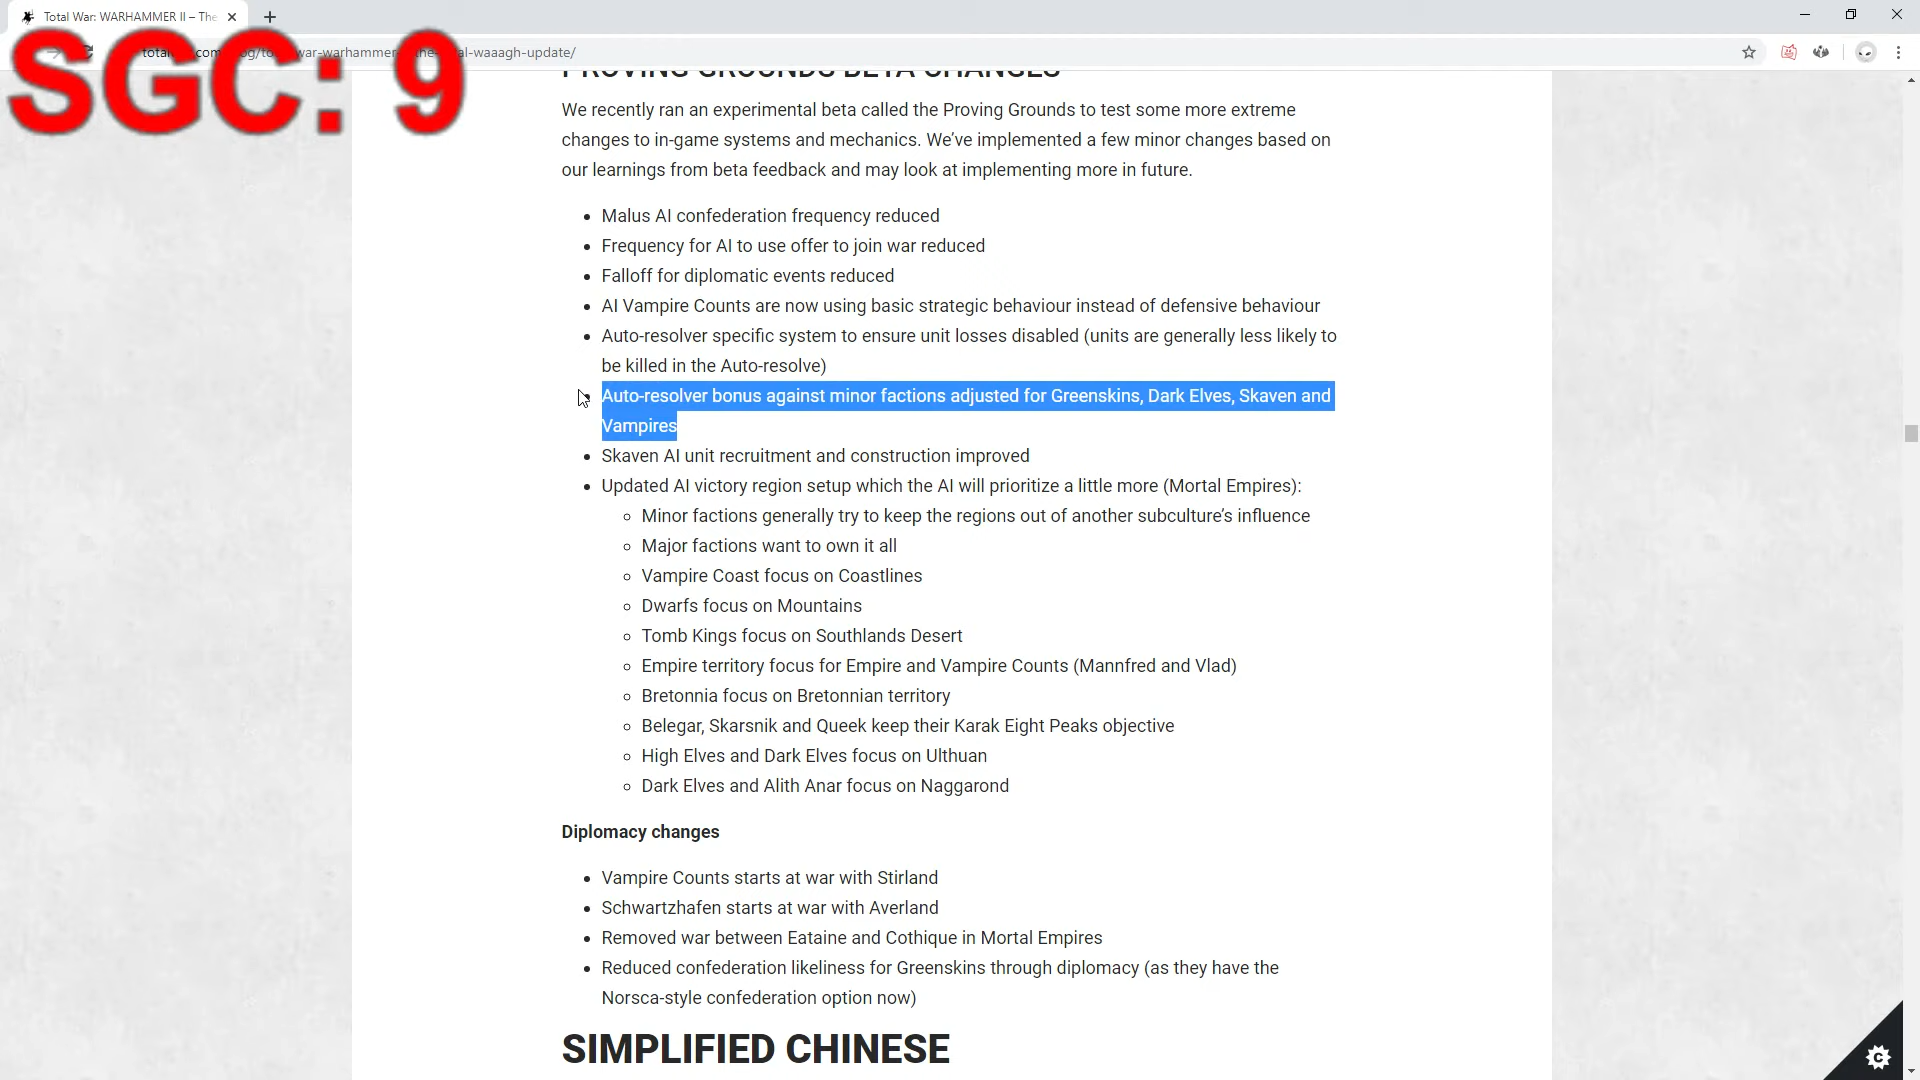 Total War: WARHAMMER II – The
SGC: 9
war-warhammer
al-waaagh-update/
PROVING GROUNDS BETA CHANGES
We recently ran an experimental beta called the Proving Grounds to test some more extreme
changes to in-game systems and mechanics. We’ve implemented a few minor changes based on
our learnings from beta feedback and may look at implementing more in future.
• Malus AI confederation frequency reduced
• Frequency for AI to use offer to join war reduced
• Falloff for diplomatic events reduced
• AI Vampire Counts are now using basic strategic behaviour instead of defensive behaviour
• Auto-resolver specific system to ensure unit losses disabled (units are generally less likely to
be killed in the Auto-resolve)
Auto-resolver bonus against minor factions adjusted for Greenskins, Dark Elves, Skaven and
Vampires
• Skaven AI unit recruitment and construction improved
• Updated AI victory region setup which the AI will prioritize a little more (Mortal Empires):
◦ Minor factions generally try to keep the regions out of another subculture’s influence
◦ Major factions want to own it all
◦ Vampire Coast focus on Coastlines
◦ Dwarfs focus on Mountains
◦ Tomb Kings focus on Southlands Desert
◦ Empire territory focus for Empire and Vampire Counts (Mannfred and Vlad)
◦ Bretonnia focus on Bretonnian territory
◦ Belegar, Skarsnik and Queek keep their Karak Eight Peaks objective
◦ High Elves and Dark Elves focus on Ulthuan
◦ Dark Elves and Alith Anar focus on Naggarond
Diplomacy changes
• Vampire Counts starts at war with Stirland
• Schwartzhafen starts at war with Averland
• Removed war between Eataine and Cothique in Mortal Empires
• Reduced confederation likeliness for Greenskins through diplomacy (as they have the
Norsca-style confederation option now)
SIMPLIFIED CHINESE